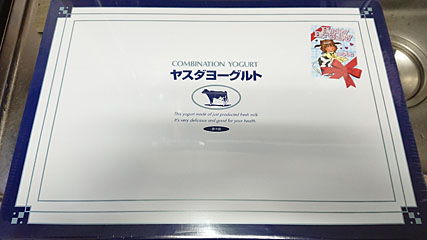 COMBINATION YOGURT
ヤスダヨーグルト
This yogurt made of just producted fresh milk.
It's very delicious and good for your health.